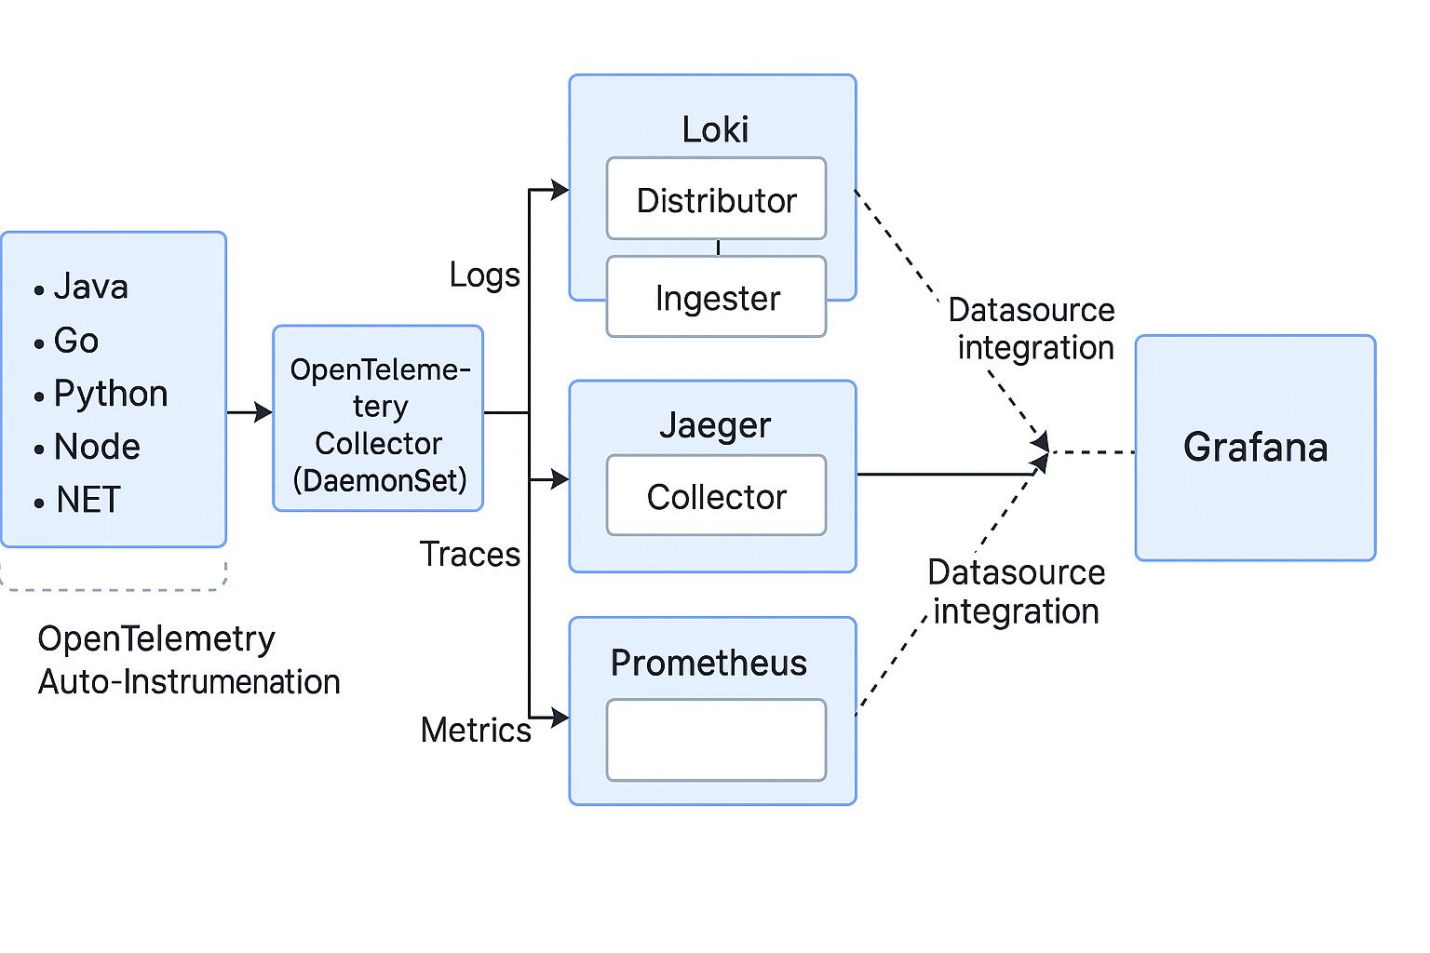 • Java
• Go
• Python
• Node
• NET
OpenTelemetry
Auto-Instrumenation
OpenTeleme-
tery
Collector
(DaemonSet)
Logs
Traces
Metrics
Loki
Distributor
Ingester
Jaeger
Collector
Prometheus
Datasource
integration
Datasource
integration
Grafana